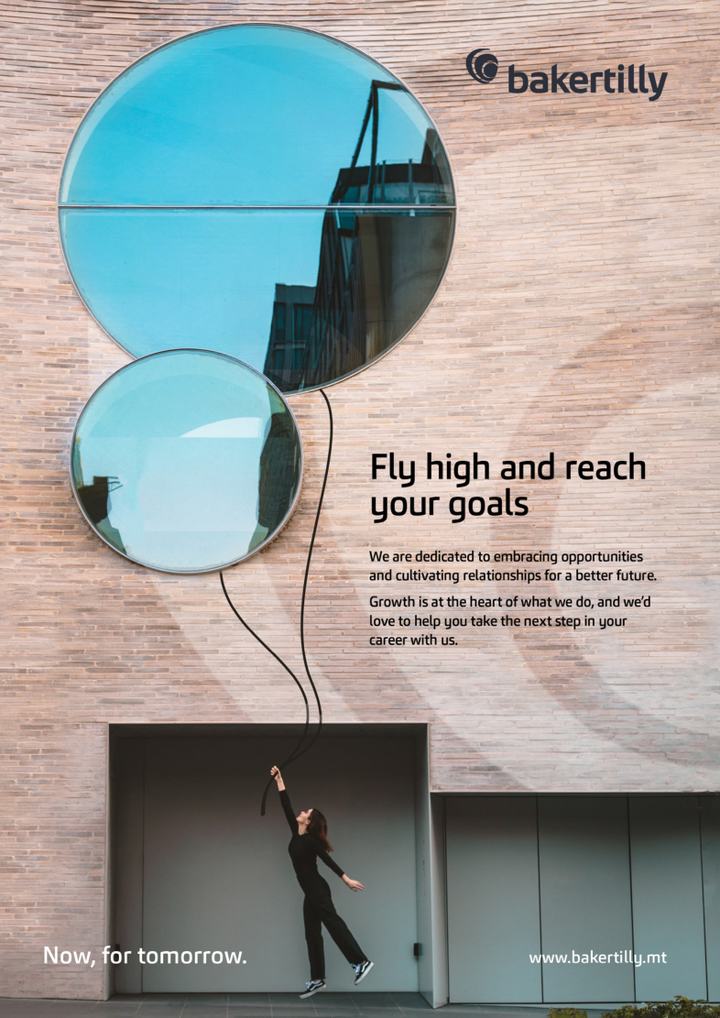 bakertilly
Fly high and reach
your goals
We are dedicated to embracing opportunities
and cultivating relationships for a better future.
Growth is at the heart of what we do, and we'd
love to help you take the next step in your
career with us.
Now, for tomorrow.
www.bakertilly.mt